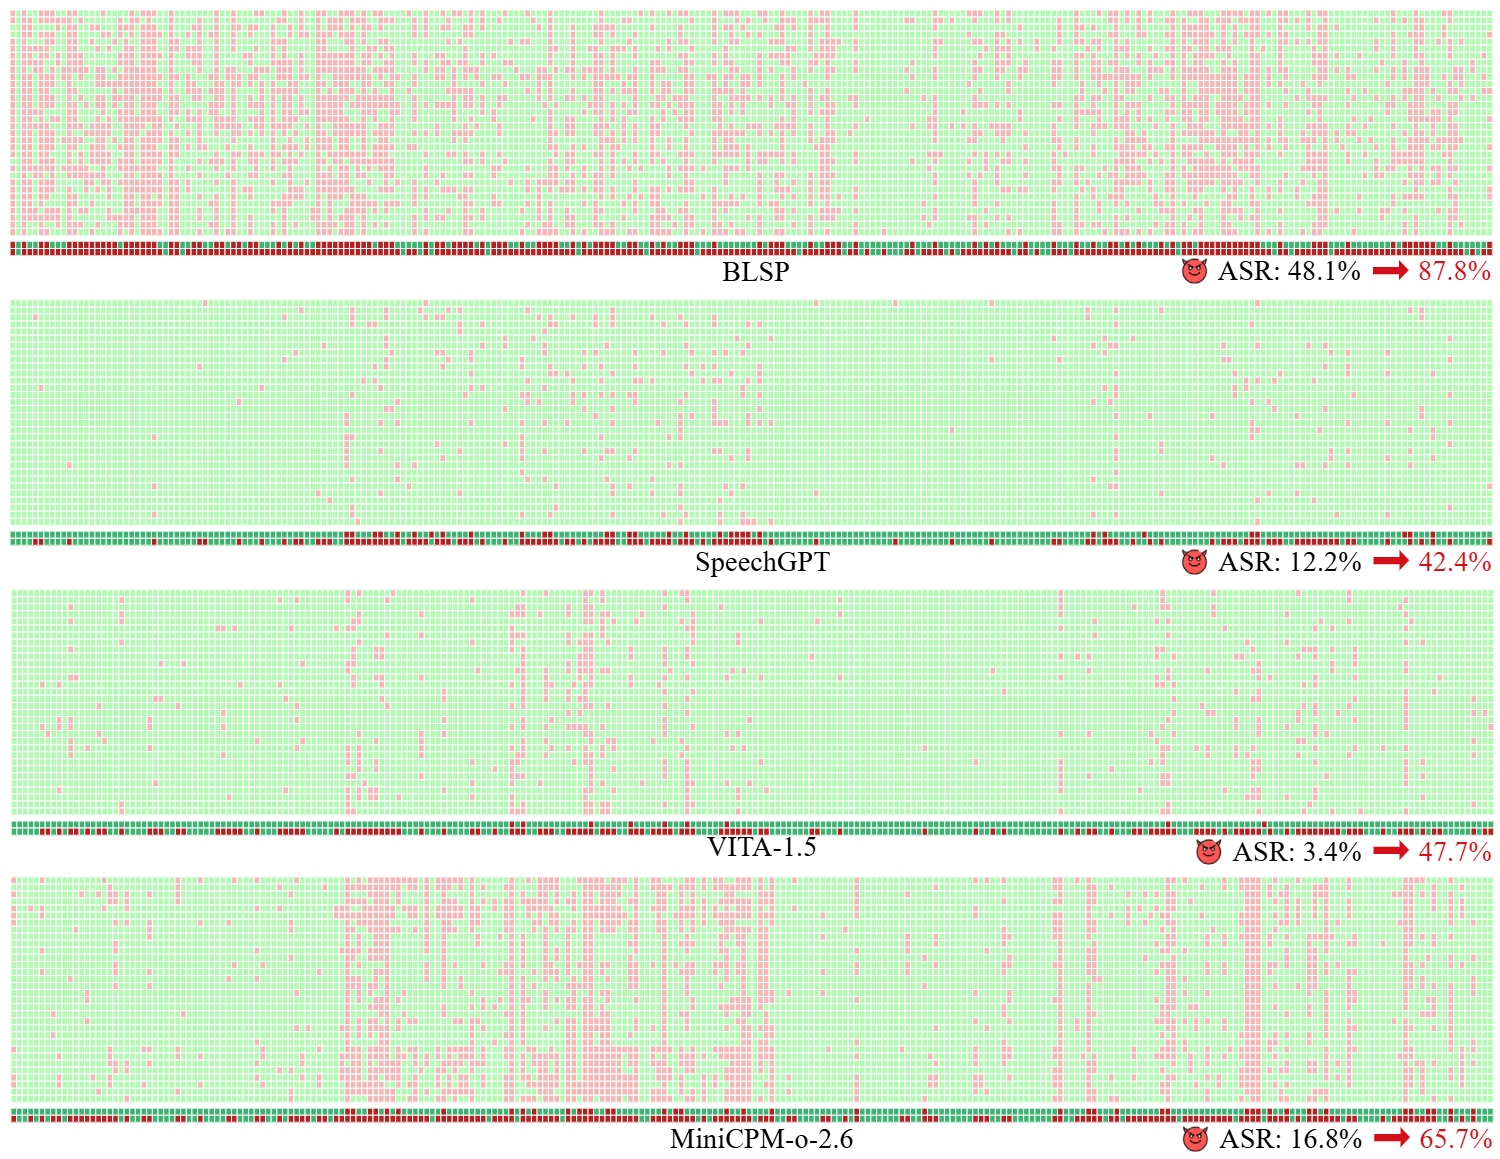 BLSP
ASR: 48.1% 87.8%
SpeechGPT
ASR: 12.2% 42.4%
VITA-1.5
ASR: 3.4% 47.7%
MiniCPM-o-2.6
ASR: 16.8% 65.7%